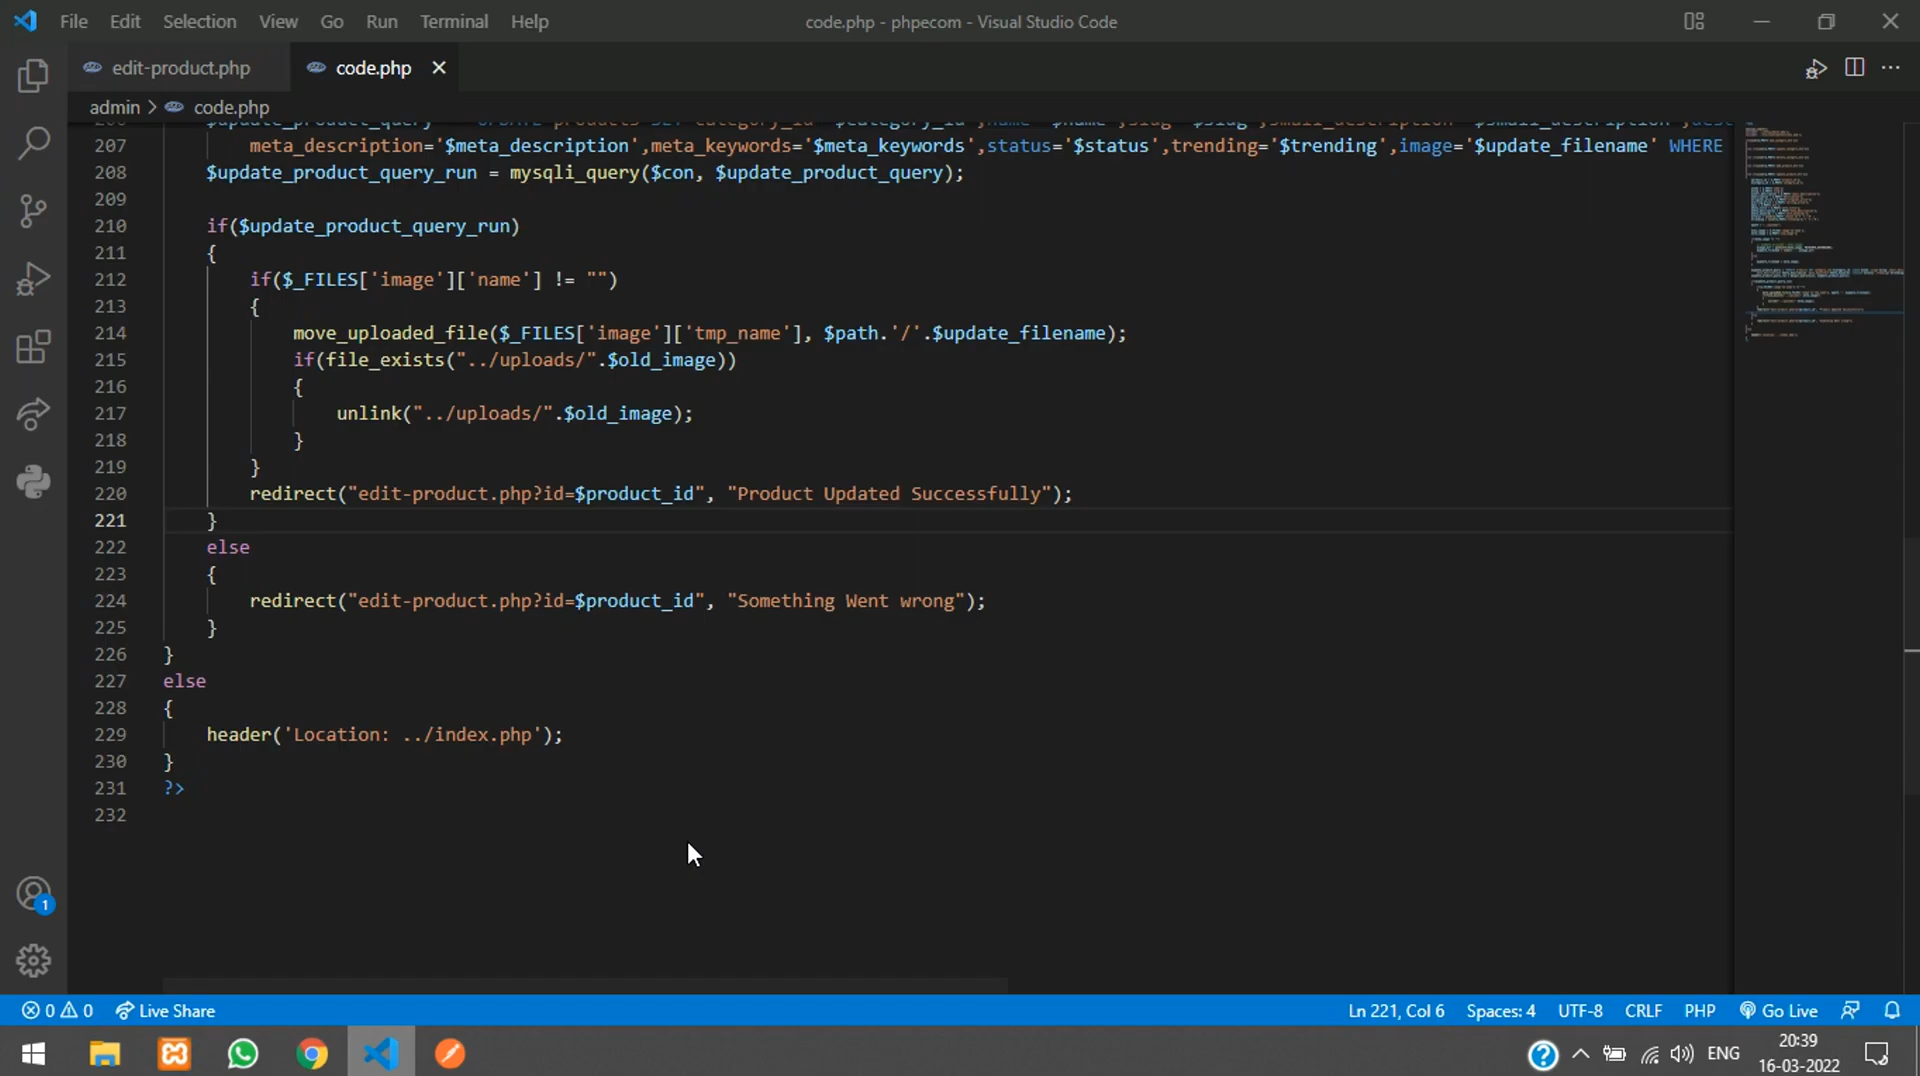 File Edit Selection View Go Run Terminal Help code.php - phpecom - Visual Studio Code
edit-product.php code.php
admin > code.php
207 meta_description='$meta_description',meta_keywords='$meta_keywords',status='$status',trending='$trending',image='$update_filename' WHERE
208 $update_product_query_run = mysqli_query($con, $update_product_query);
209
210 if($update_product_query_run)
211 {
212 if($_FILES['image']['name'] != "")
213 {
214 move_uploaded_file($_FILES['image']['tmp_name'], $path.'/'.$update_filename);
215 if(file_exists("../uploads/".$old_image))
216 {
217 unlink("../uploads/".$old_image);
218 }
219 }
220 redirect("edit-product.php?id=$product_id", "Product Updated Successfully");
221 }
222 else
223 {
224 redirect("edit-product.php?id=$product_id", "Something Went wrong");
225 }
226 }
227 else
228 {
229 header('Location: ../index.php');
230 }
231 ?>
232
1
0 0 Live Share Ln 221, Col 6 Spaces: 4 UTF-8 CRLF PHP Go Live
ENG 20:39
16-03-2022